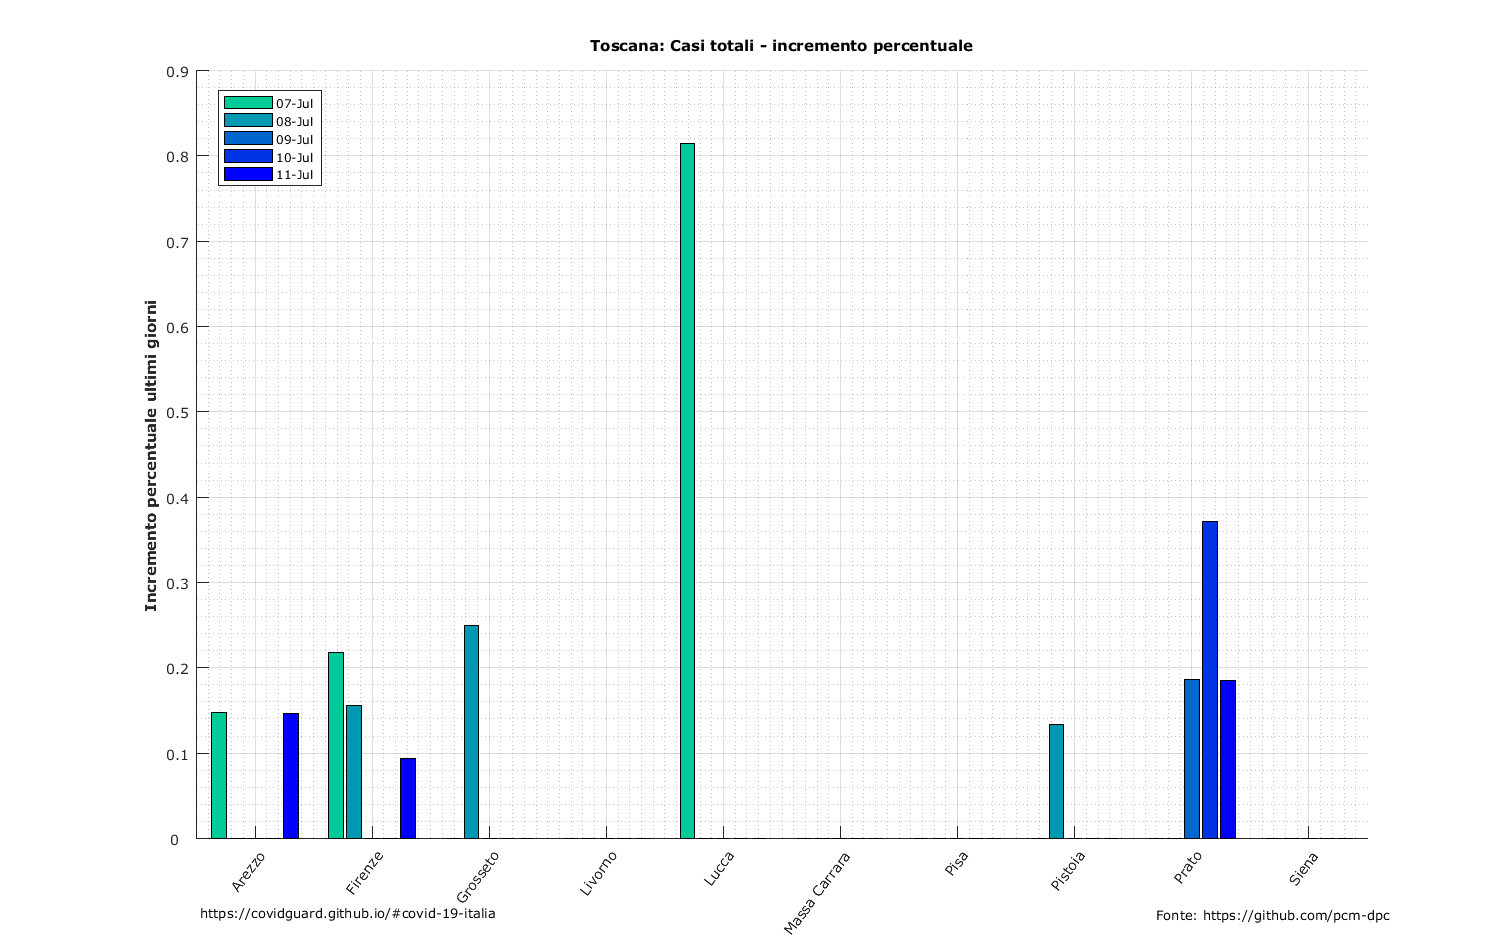 Toscana: Casi totali - incremento percentuale
Incremento percentuale ultimi giorni
0.9
0.8
0.7
0.6
0.5
0.4
0.3
0.2
0.1
0
07-Jul
08-Jul
09-Jul
10-Jul
11-Jul
Arezzo
Firenze
Grosseto
Livorno
Lucca
Massa Carrara
Pisa
Pistoia
Prato
Siena
https://covidguard.github.io/#covid-19-italia
Fonte: https://github.com/pcm-dpc